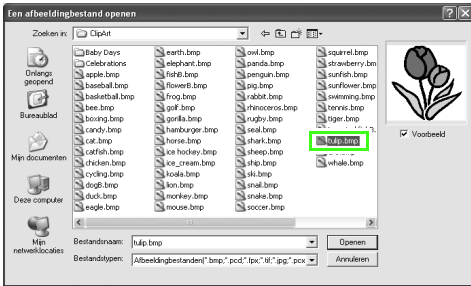 Een afbeeldingbestand openen
Zoeken in:
ClipArt
Onlangs geopend
Bureaublad
Mijn documenten
Deze computer
Mijn netwerklocaties
Baby Days
Celebrations
apple.bmp
baseball.bmp
basketball.bmp
bee.bmp
boxing.bmp
candy.bmp
cat.bmp
catfish.bmp
chicken.bmp
cycling.bmp
dogB.bmp
duck.bmp
eagle.bmp
earth.bmp
elephant.bmp
fishB.bmp
flowerB.bmp
frog.bmp
golf.bmp
gorilla.bmp
hamburger.bmp
horse.bmp
ice hockey.bmp
ice_cream.bmp
koala.bmp
lion.bmp
monkey.bmp
mouse.bmp
owl.bmp
panda.bmp
penguin.bmp
pig.bmp
rabbit.bmp
rhinoceros.bmp
rugby.bmp
seal.bmp
shark.bmp
sheep.bmp
ship.bmp
ski.bmp
snail.bmp
snake.bmp
soccer.bmp
squirrel.bmp
strawberry.bm
sunfish.bmp
sunflower.bmp
swimming.bmp
tennis.bmp
tiger.bmp
tulip.bmp
whale.bmp
Voorbeeld
Bestandsnaam:
tulip.bmp
Openen
Bestandstypen:
Afbeeldingbestanden(*.bmp;*.pcd;*.fpx;*.tif;*.jpg;*.pcx
Annuleren